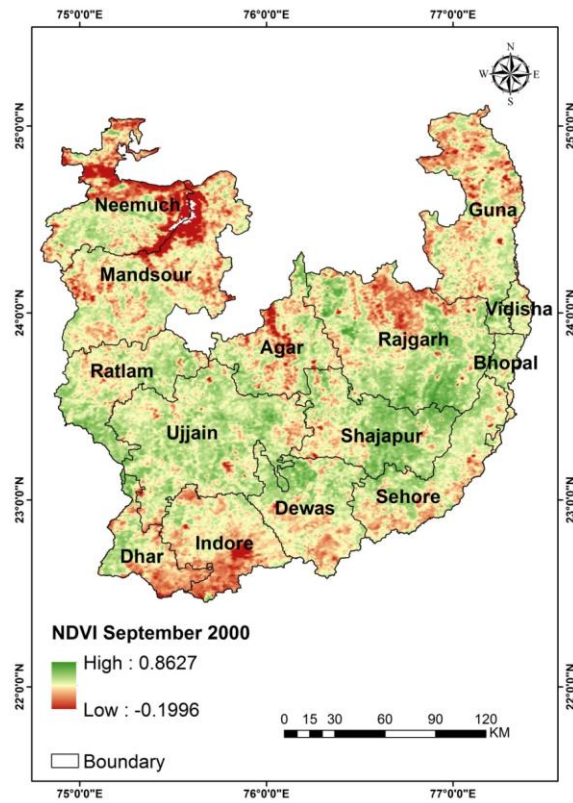 75°0'0"E 76°0'0"E 77°0'0"E
N
W E
S
25°0'0"N 25°0'0"N
Neemuch
Guna
Mandsour
24°0'0"N 24°0'0"N
Vidisha
Agar Rajgarh
Bhopal
Ratlam
Ujjain Shajapur
23°0'0"N 23°0'0"N
Dewas Sehore
Dhar Indore
NDVI September 2000
High : 0.8627
Low : -0.1996
22°0'0"N 22°0'0"N
0 15 30 60 90 120
KM
Boundary
75°0'0"E 76°0'0"E 77°0'0"E